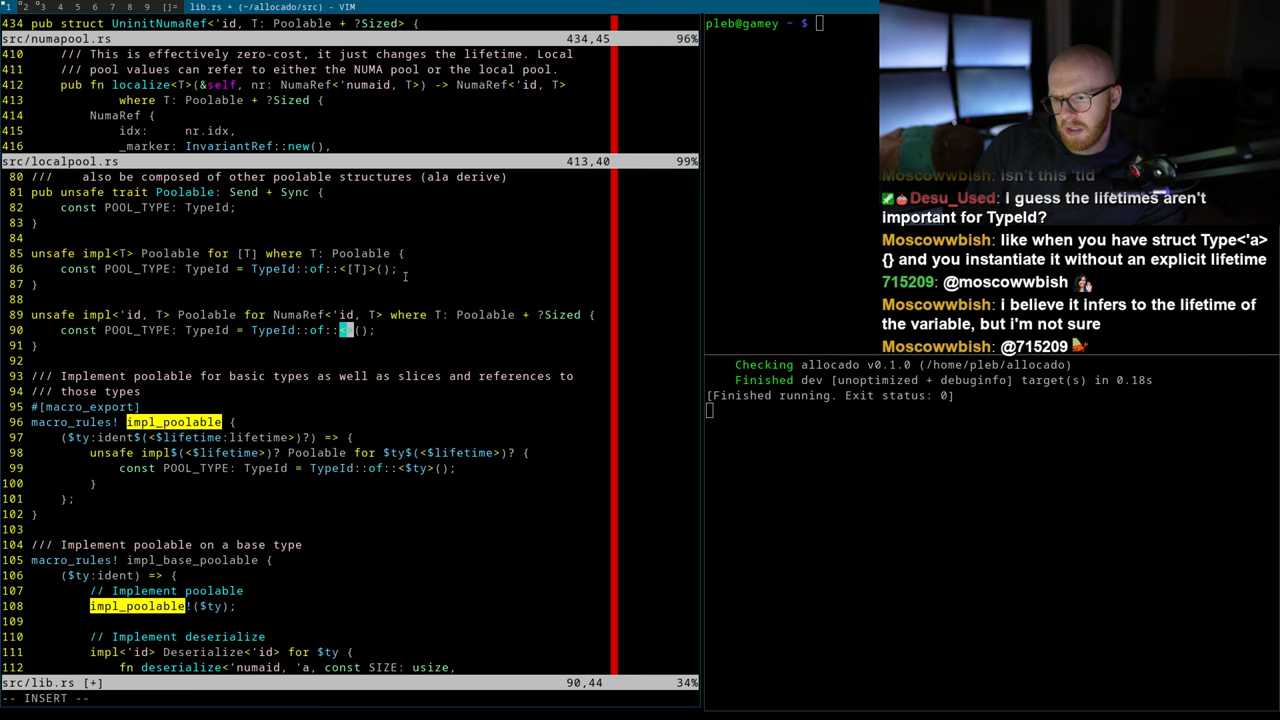 1 2 3 4 5 6 7 8 9 []= lib.rs + (~/allocado/src) - VIM
434 pub struct UninitNumaRef<'id, T: Poolable + ?Sized> {
src/numapool.rs 434,45 96%
410 /// This is effectively zero-cost, it just changes the lifetime. Local
411 /// pool values can refer to either the NUMA pool or the local pool.
412 pub fn localize<T>(&self, nr: NumaRef<'numaid, T>) -> NumaRef<'id, T>
413 where T: Poolable + ?Sized {
414 NumaRef {
415 idx: nr.idx,
416 _marker: InvariantRef::new(),
src/localpool.rs 413,40 99%
80 /// also be composed of other poolable structures (ala derive)
81 pub unsafe trait Poolable: Send + Sync {
82 const POOL_TYPE: TypeId;
83 }
84
85 unsafe impl<T> Poolable for [T] where T: Poolable {
86 const POOL_TYPE: TypeId = TypeId::of::<[T]>();
87 }
88
89 unsafe impl<'id, T> Poolable for NumaRef<'id, T> where T: Poolable + ?Sized {
90 const POOL_TYPE: TypeId = TypeId::of::<>();
91 }
92
93 /// Implement poolable for basic types as well as slices and references to
94 /// those types
95 #[macro_export]
96 macro_rules! impl_poolable {
97 ($ty:ident$(<$lifetime:lifetime>)?) => {
98 unsafe impl$(<$lifetime>)? Poolable for $ty$(<$lifetime>)? {
99 const POOL_TYPE: TypeId = TypeId::of::<$ty>();
100 }
101 };
102 }
103
104 /// Implement poolable on a base type
105 macro_rules! impl_base_poolable {
106 ($ty:ident) => {
107 // Implement poolable
108 impl_poolable!($ty);
109
110 // Implement deserialize
111 impl<'id> Deserialize<'id> for $ty {
112 fn deserialize<'numaid, 'a, const SIZE: usize,
src/lib.rs [+] 90,44 34%
-- INSERT --
pleb@gamey ~ $
Moscowwbish: isn't this 'tid
Desu_Used: I guess the lifetimes aren't
important for TypeId?
Moscowwbish: like when you have struct Type<'a>
{} and you instantiate it without an explicit lifetime
715209: @moscowwbish
Moscowwbish: i believe it infers to the lifetime of
the variable, but i'm not sure
Moscowwbish: @715209
Checking allocado v0.1.0 (/home/pleb/allocado)
Finished dev [unoptimized + debuginfo] target(s) in 0.18s
[Finished running. Exit status: 0]